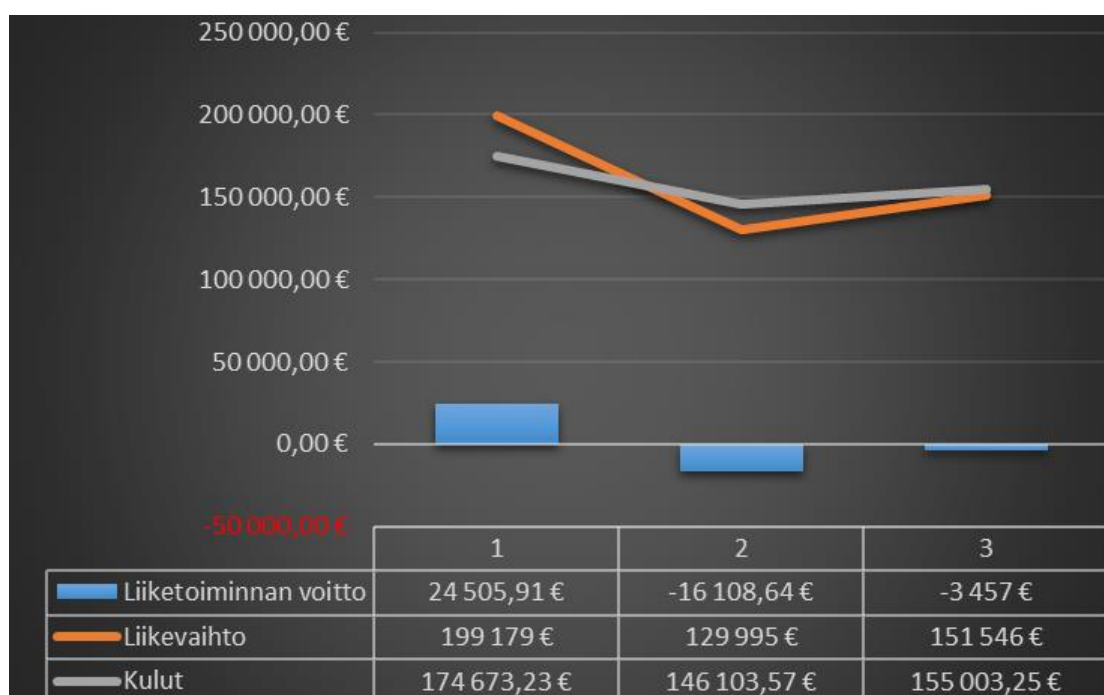 250 000,00 €
200 000,00 €
150 000,00 €
100 000,00 €
50 000,00 €
0,00 €
-50 000,00 €
1 2 3
Liiketoiminnan voitto 24 505,91 € -16 108,64 € -3 457 €
Liikevaihto 199 179 € 129 995 € 151 546 €
Kulut 174 673,23 € 146 103,57 € 155 003,25 €